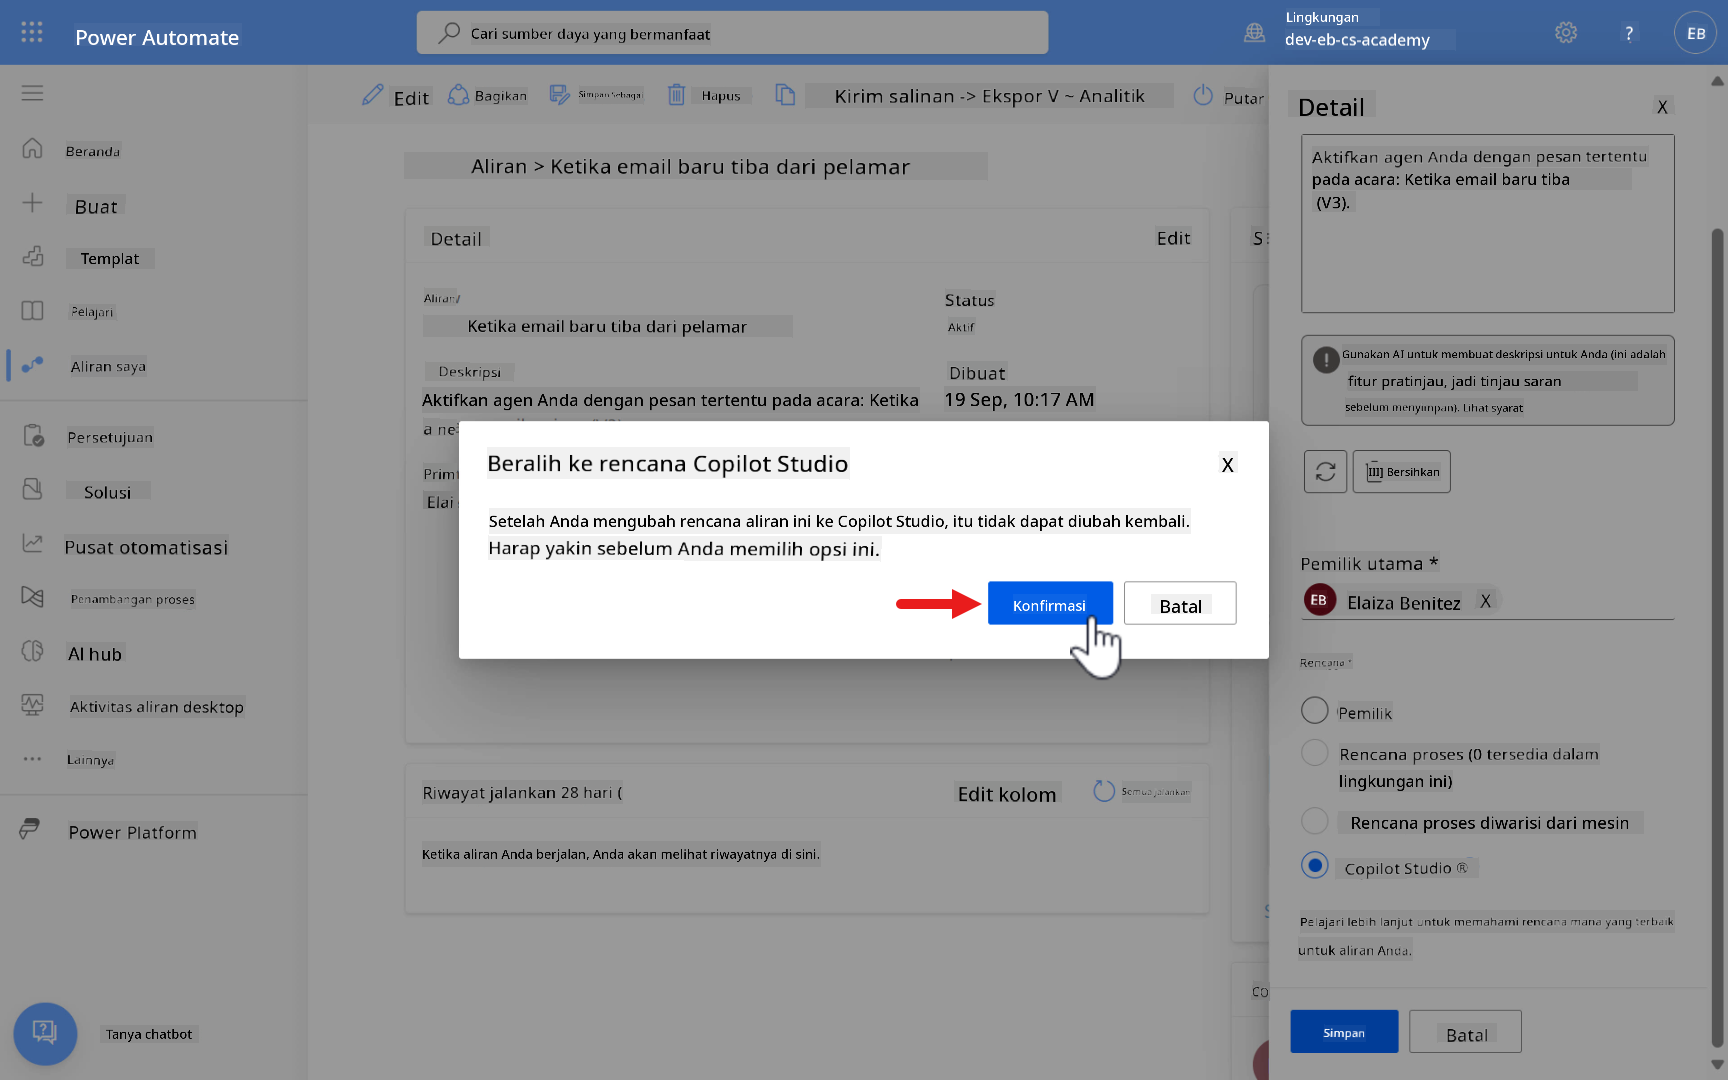 Power Automate
Cari sumber daya yang bermanfaat
Lingkungan
dev-eb-cs-academy
?
EB
Edit
Bagikan
Simpan sebagai
Hapus
Kirim salinan -> Ekspor V ~ Analitik
Putar
Beranda
Buat
Templat
Pelajari
Aliran saya
Persetujuan
Solusi
Pusat otomatisasi
Penambangan proses
AI hub
Aktivitas aliran desktop
Lainnya
Power Platform
Tanya chatbot
Aliran > Ketika email baru tiba dari pelamar
Detail
Edit
Aliran
Ketika email baru tiba dari pelamar
Status
Aktif
Deskripsi
Aktifkan agen Anda dengan pesan tertentu pada acara: Ketika
a ne
Dibuat
19 Sep, 10:17 AM
Elai
S
Beralih ke rencana Copilot Studio
X
Setelah Anda mengubah rencana aliran ini ke Copilot Studio, itu tidak dapat diubah kembali.
Harap yakin sebelum Anda memilih opsi ini.
Konfirmasi
Batal
Riwayat jalankan 28 hari (
Edit kolom
Semua jalankan
Ketika aliran Anda berjalan, Anda akan melihat riwayatnya di sini.
CO
Detail
X
Aktifkan agen Anda dengan pesan tertentu
pada acara: Ketika email baru tiba
(V3).
Gunakan AI untuk membuat deskripsi untuk Anda (ini adalah
fitur pratinjau, jadi tinjau saran
sebelum menyimpan). Lihat syarat
Bersihkan
Pemilik utama *
EB
Elaiza Benitez
X
Rencana *
Pemilik
Rencana proses (0 tersedia dalam
lingkungan ini)
Rencana proses diwarisi dari mesin
Copilot Studio ®
Pelajari lebih lanjut untuk memahami rencana mana yang terbaik
untuk aliran Anda.
Simpan
Batal